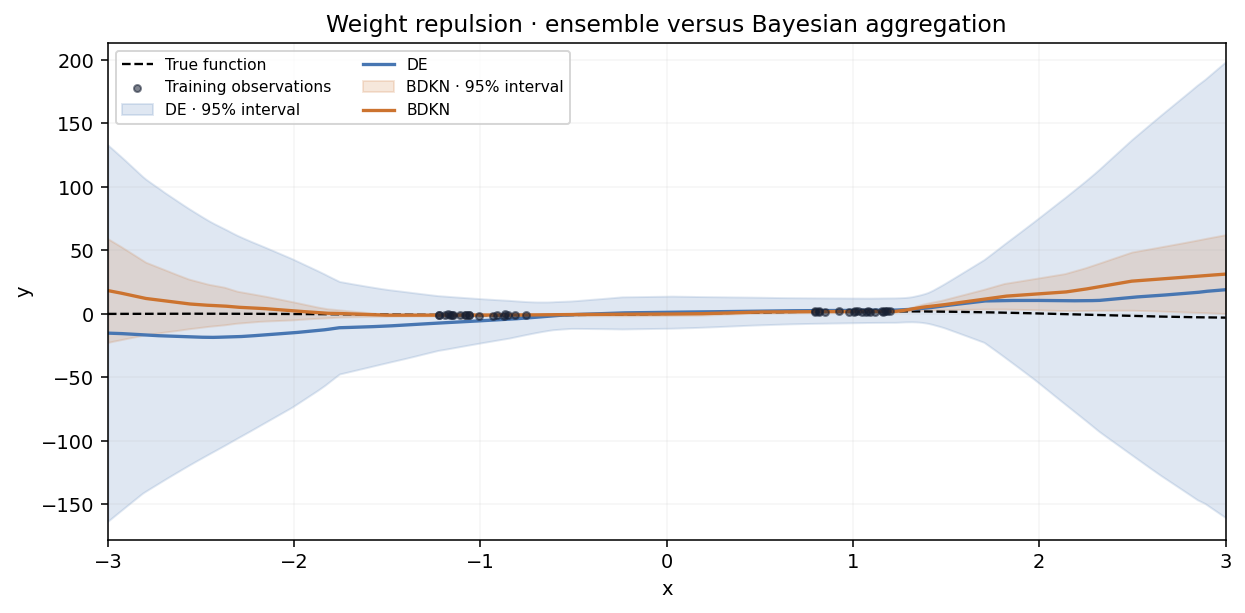 Weight repulsion · ensemble versus Bayesian aggregation
True function
Training observations
DE · 95% interval
DE
BDKN · 95% interval
BDKN
200
150
100
50
0
−50
−100
−150
y
−3
−2
−1
0
1
2
3
x